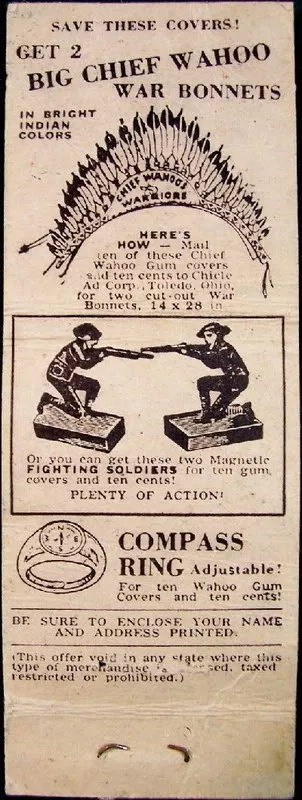 SAVE THESE COVERS!
GET 2
BIG CHIEF WAHOO
WAR BONNETS
IN BRIGHT
INDIAN
COLORS
CHIEF WAHOOS
WARRIORS
HERE'S
HOW — Mail
ten of these Chief
Wahoo Gum covers
and ten cents to Chicle
Ad Corp., Toledo, Ohio,
for two cut-out War
Bonnets, 14 x 28 in
Or you can get these two Magnetic
FIGHTING SOLDIERS for ten gum
covers and ten cents!
PLENTY OF ACTION!
N
E
S
W
COMPASS
RING Adjustable!
For ten Wahoo Gum
Covers and ten cents!
BE SURE TO ENCLOSE YOUR NAME
AND ADDRESS PRINTED.
(This offer void in any state where this
type of merchandise taxed
restricted or prohibited.)